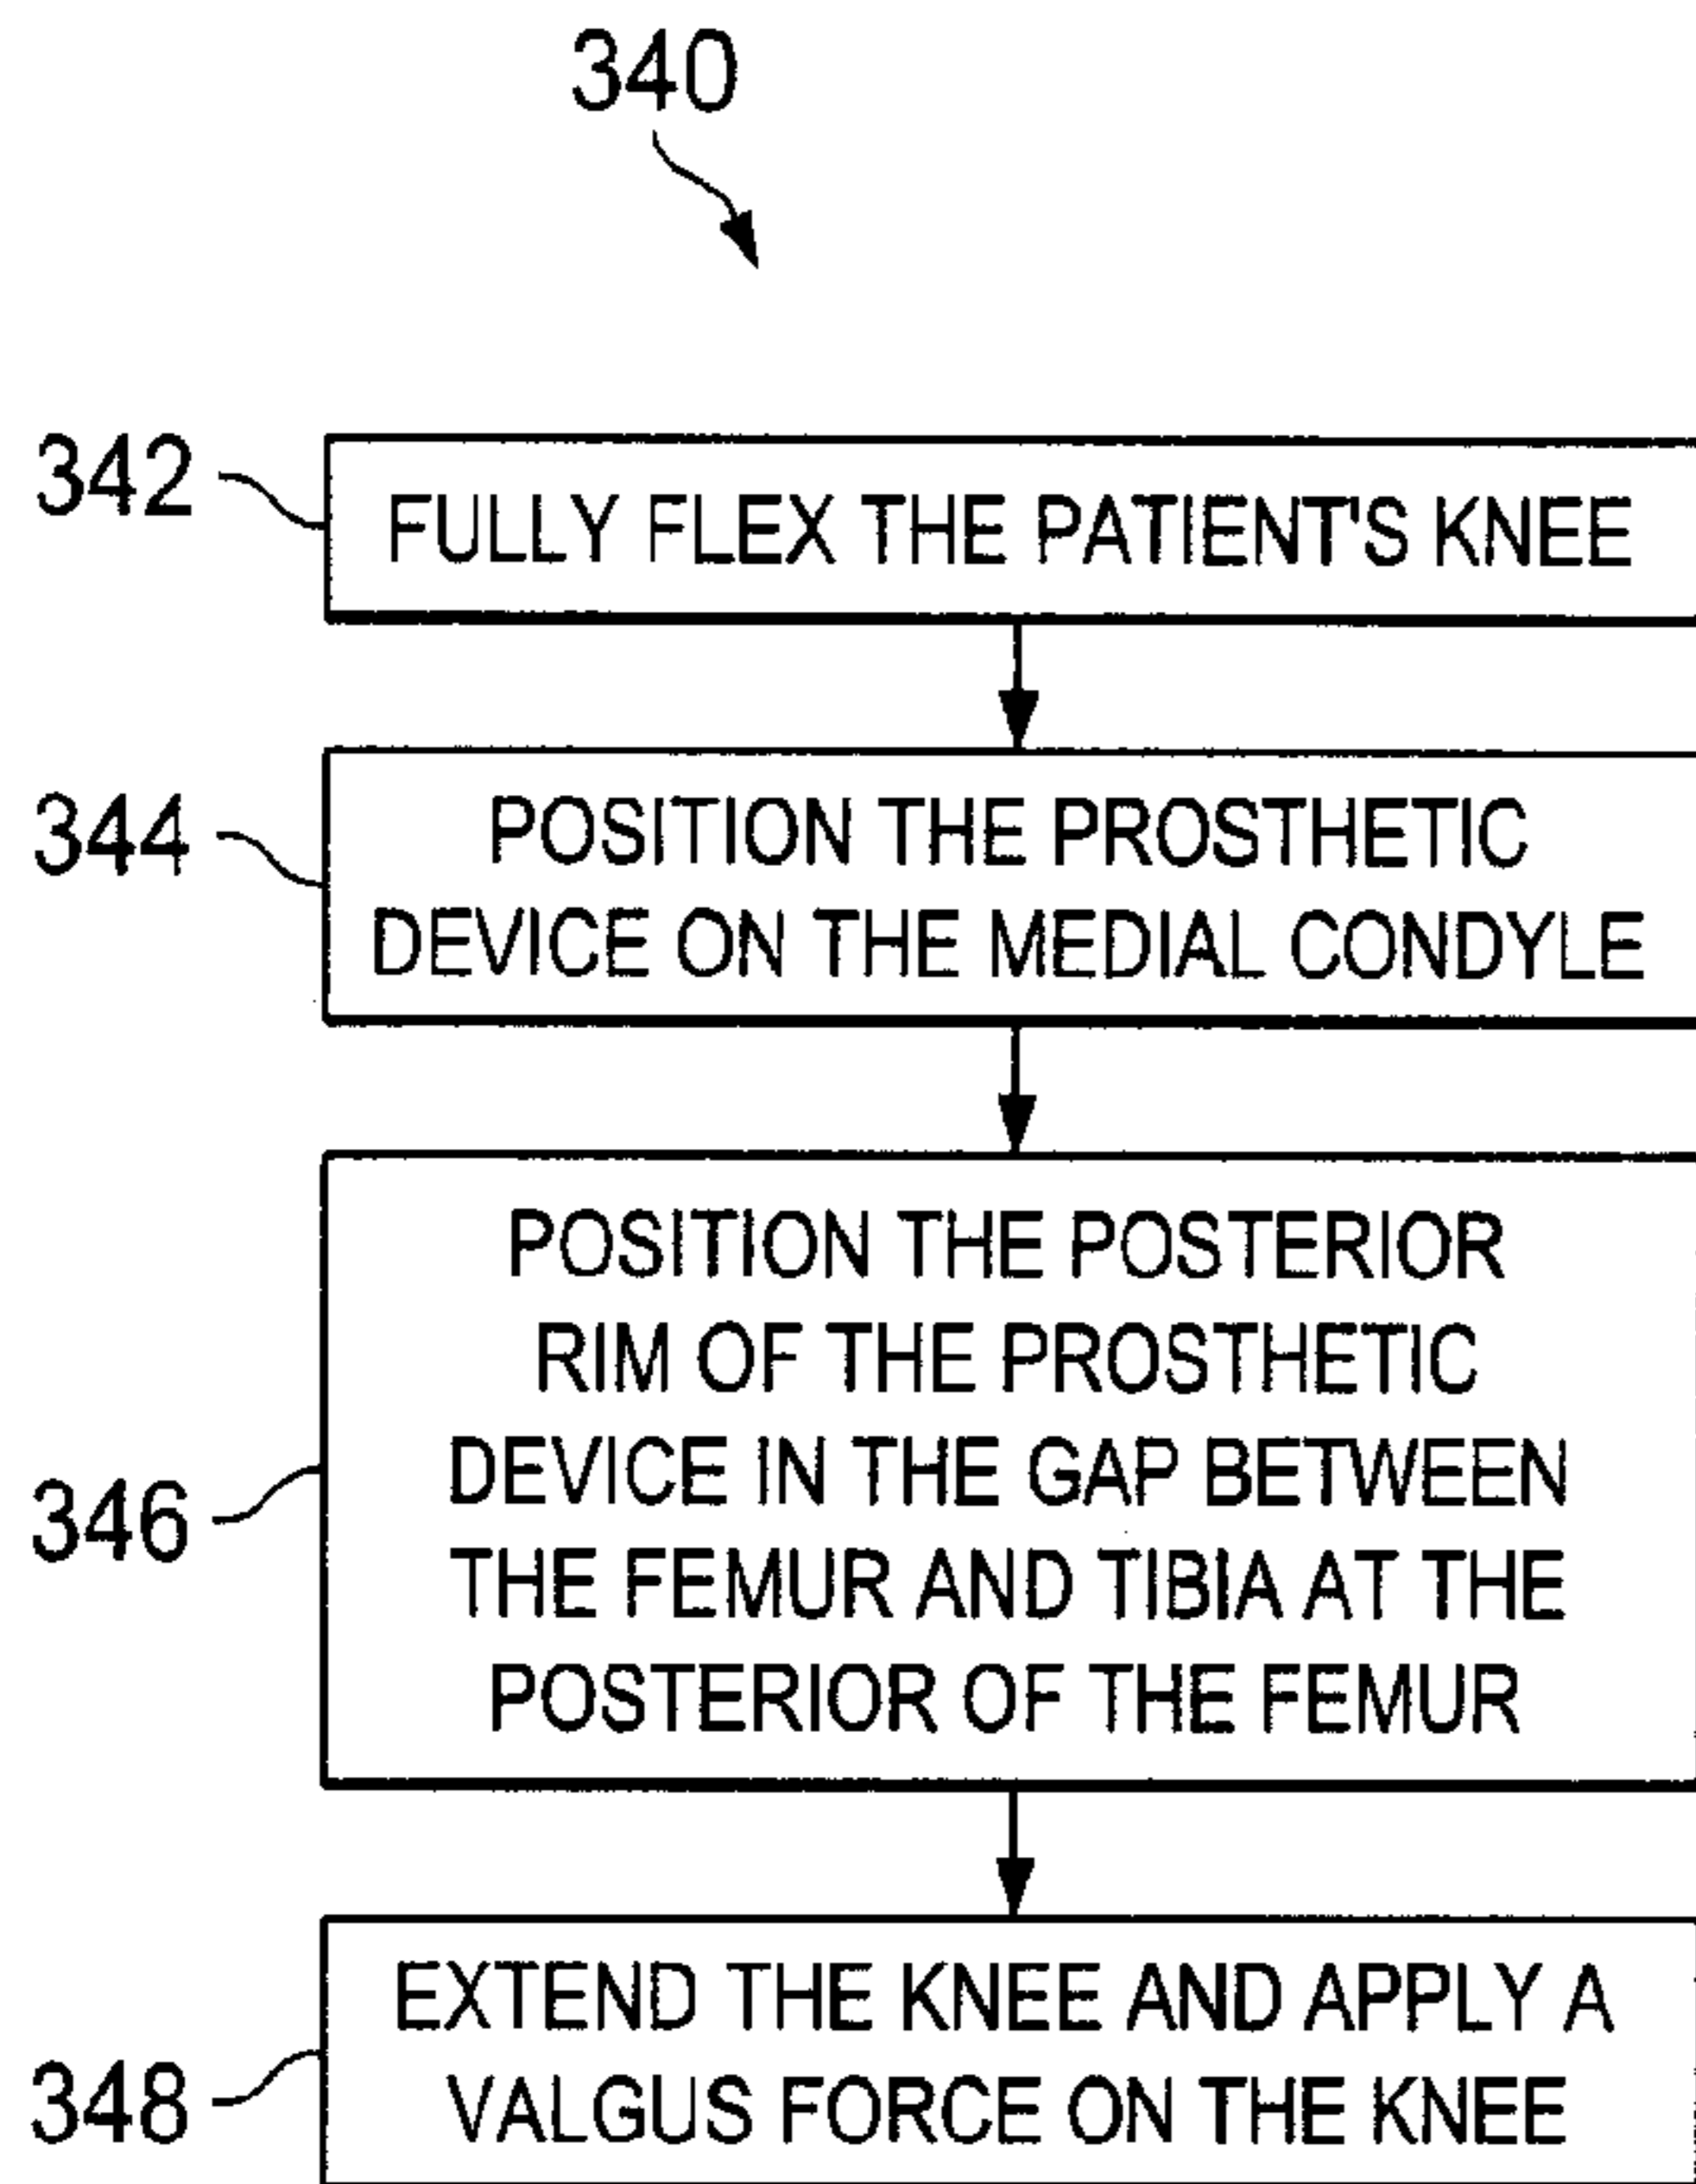 340
342
FULLY FLEX THE PATIENT'S KNEE
344
POSITION THE PROSTHETIC
DEVICE ON THE MEDIAL CONDYLE
POSITION THE POSTERIOR
RIM OF THE PROSTHETIC
DEVICE IN THE GAP BETWEEN
346
THE FEMUR AND TIBIA AT THE
POSTERIOR OF THE FEMUR
EXTEND THE KNEE AND APPLY A
348
VALGUS FORCE ON THE KNEE